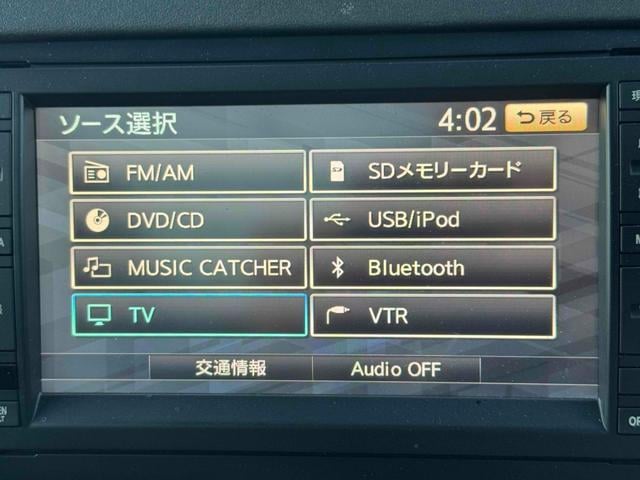 ソース選択
4:02
戻る
FM/AM
SDメモリーカード
DVD/CD
USB/iPod
MUSIC CATCHER
Bluetooth
TV
VTR
交通情報
Audio OFF